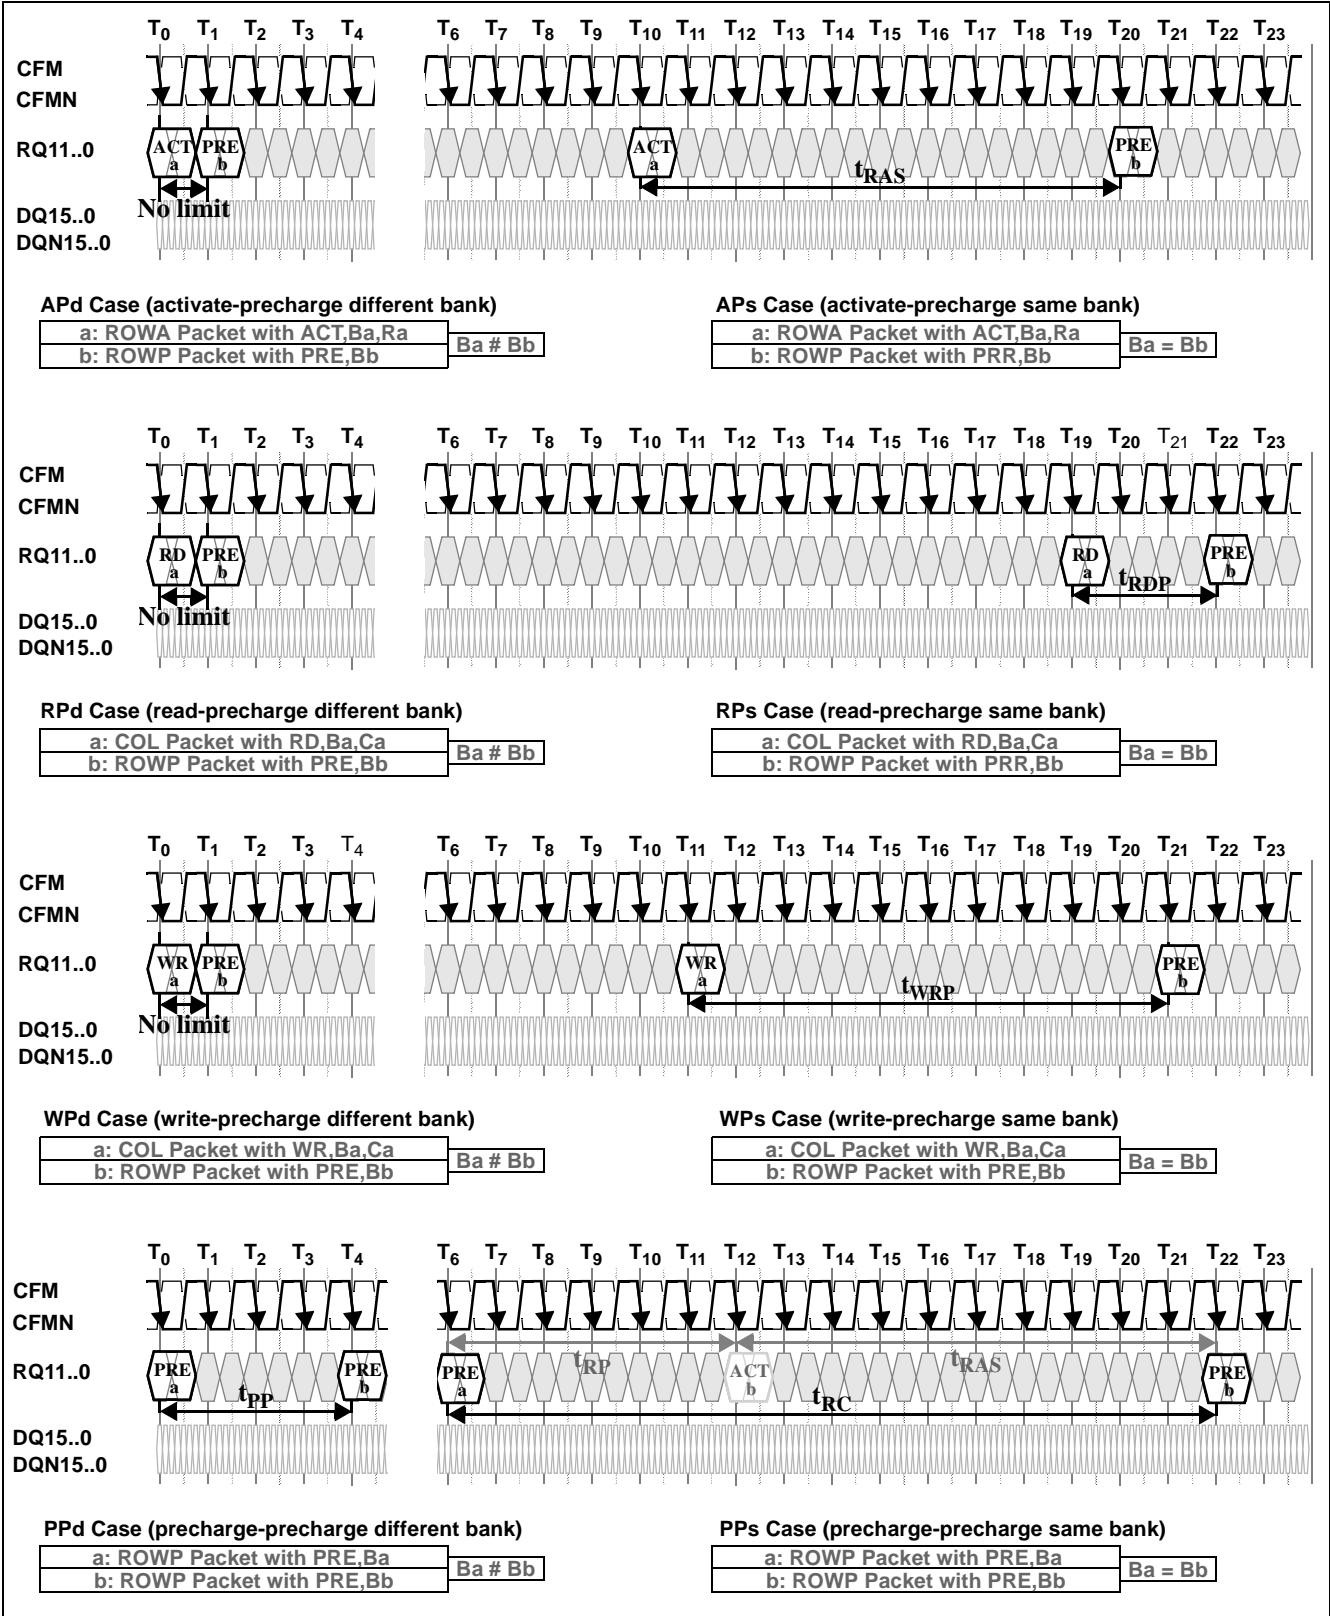 T0 T1 T2 T3 T4 T6 T7 T8 T9 T10 T11 T12 T13 T14 T15 T16 T17 T18 T19 T20 T21 T22 T23
CFM
CFMN
RQ11..0
ACT a
PRE b
ACT a
PRE b
No limit
tRAS
DQ15..0
DQN15..0
APd Case (activate-precharge different bank)
a: ROWA Packet with ACT,Ba,Ra
b: ROWP Packet with PRE,Bb
Ba # Bb
APs Case (activate-precharge same bank)
a: ROWA Packet with ACT,Ba,Ra
b: ROWP Packet with PRR,Bb
Ba = Bb
T0 T1 T2 T3 T4 T6 T7 T8 T9 T10 T11 T12 T13 T14 T15 T16 T17 T18 T19 T20 T21 T22 T23
CFM
CFMN
RQ11..0
RD a
PRE b
RD a
PRE b
No limit
tRDP
DQ15..0
DQN15..0
RPd Case (read-precharge different bank)
a: COL Packet with RD,Ba,Ca
b: ROWP Packet with PRE,Bb
Ba # Bb
RPs Case (read-precharge same bank)
a: COL Packet with RD,Ba,Ca
b: ROWP Packet with PRR,Bb
Ba = Bb
T0 T1 T2 T3 T4 T6 T7 T8 T9 T10 T11 T12 T13 T14 T15 T16 T17 T18 T19 T20 T21 T22 T23
CFM
CFMN
RQ11..0
WR a
PRE b
WR a
PRE b
No limit
tWRP
DQ15..0
DQN15..0
WPd Case (write-precharge different bank)
a: COL Packet with WR,Ba,Ca
b: ROWP Packet with PRE,Bb
Ba # Bb
WPs Case (write-precharge same bank)
a: COL Packet with WR,Ba,Ca
b: ROWP Packet with PRE,Bb
Ba = Bb
T0 T1 T2 T3 T4 T6 T7 T8 T9 T10 T11 T12 T13 T14 T15 T16 T17 T18 T19 T20 T21 T22 T23
CFM
CFMN
RQ11..0
PRE a
PRE b
PRE a
ACT b
PRE b
tPP
tRP
tRAS
tRC
DQ15..0
DQN15..0
PPd Case (precharge-precharge different bank)
a: ROWP Packet with PRE,Ba
b: ROWP Packet with PRE,Bb
Ba # Bb
PPs Case (precharge-precharge same bank)
a: ROWP Packet with PRE,Ba
b: ROWP Packet with PRE,Bb
Ba = Bb